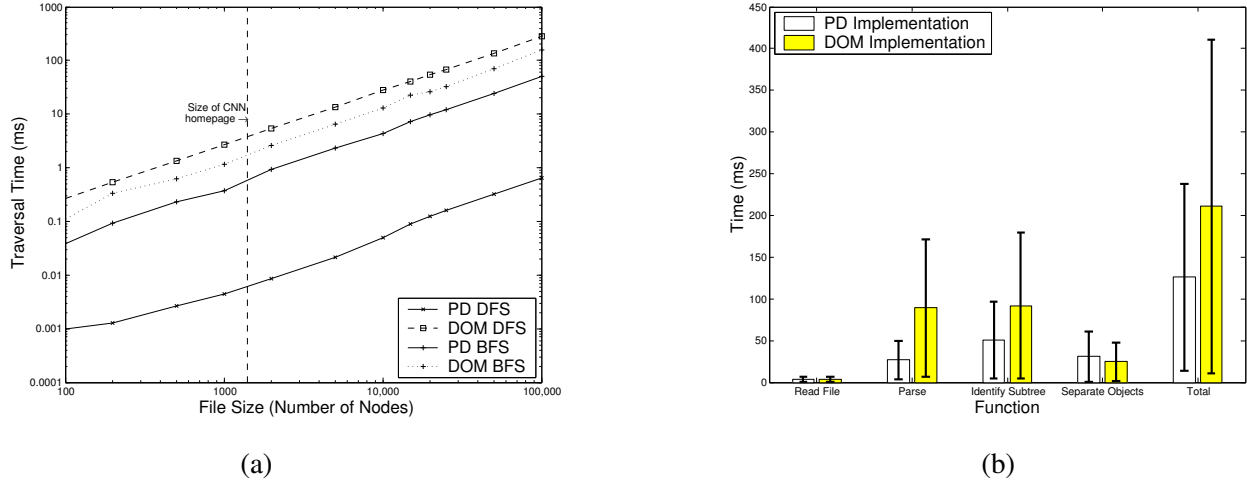 1000
100
10
1
0.1
0.01
0.001
0.0001
Traversal Time (ms)
Size of CNN
homepage →
PD DFS
DOM DFS
PD BFS
DOM BFS
100
1000
10,000
100,000
File Size (Number of Nodes)
(a)
450
400
350
300
250
200
150
100
50
0
Time (ms)
PD Implementation
DOM Implementation
Read File
Parse
Identify Subtree
Separate Objects
Total
Function
(b)